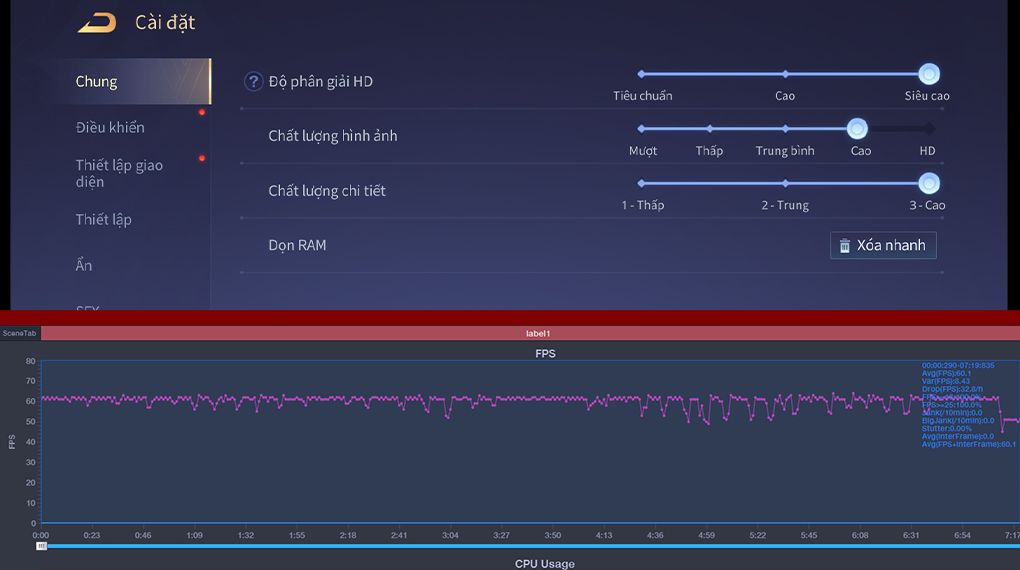 Cài đặt
Chung
Độ phân giải HD
Tiêu chuẩn Cao Siêu cao
Điều khiển
Chất lượng hình ảnh
Mượt Thấp Trung bình Cao HD
Thiết lập giao
diện
Chất lượng chi tiết
1 - Thấp 2 - Trung 3 - Cao
Thiết lập
Dọn RAM
Xóa nhanh
Ẩn
SceneTab
label1
FPS
00:00:290-07:19:835
Avg(FPS):60.1
Var(FPS):5.43
Drop(FPS):32.8/h
FPS>=25:100.0%
Jank(/10min):0.0
BigJank(/10min):0.0
Stutter:0.00%
Avg(InterFrame):0.0
Avg(FPS+InterFrame):60.1
80
70
60
50
40
30
20
10
0
FPS
0:00 0:23 0:46 1:09 1:32 1:55 2:18 2:41 3:04 3:27 3:50 4:13 4:36 4:59 5:22 5:45 6:08 6:31 6:54 7:17
CPU Usage